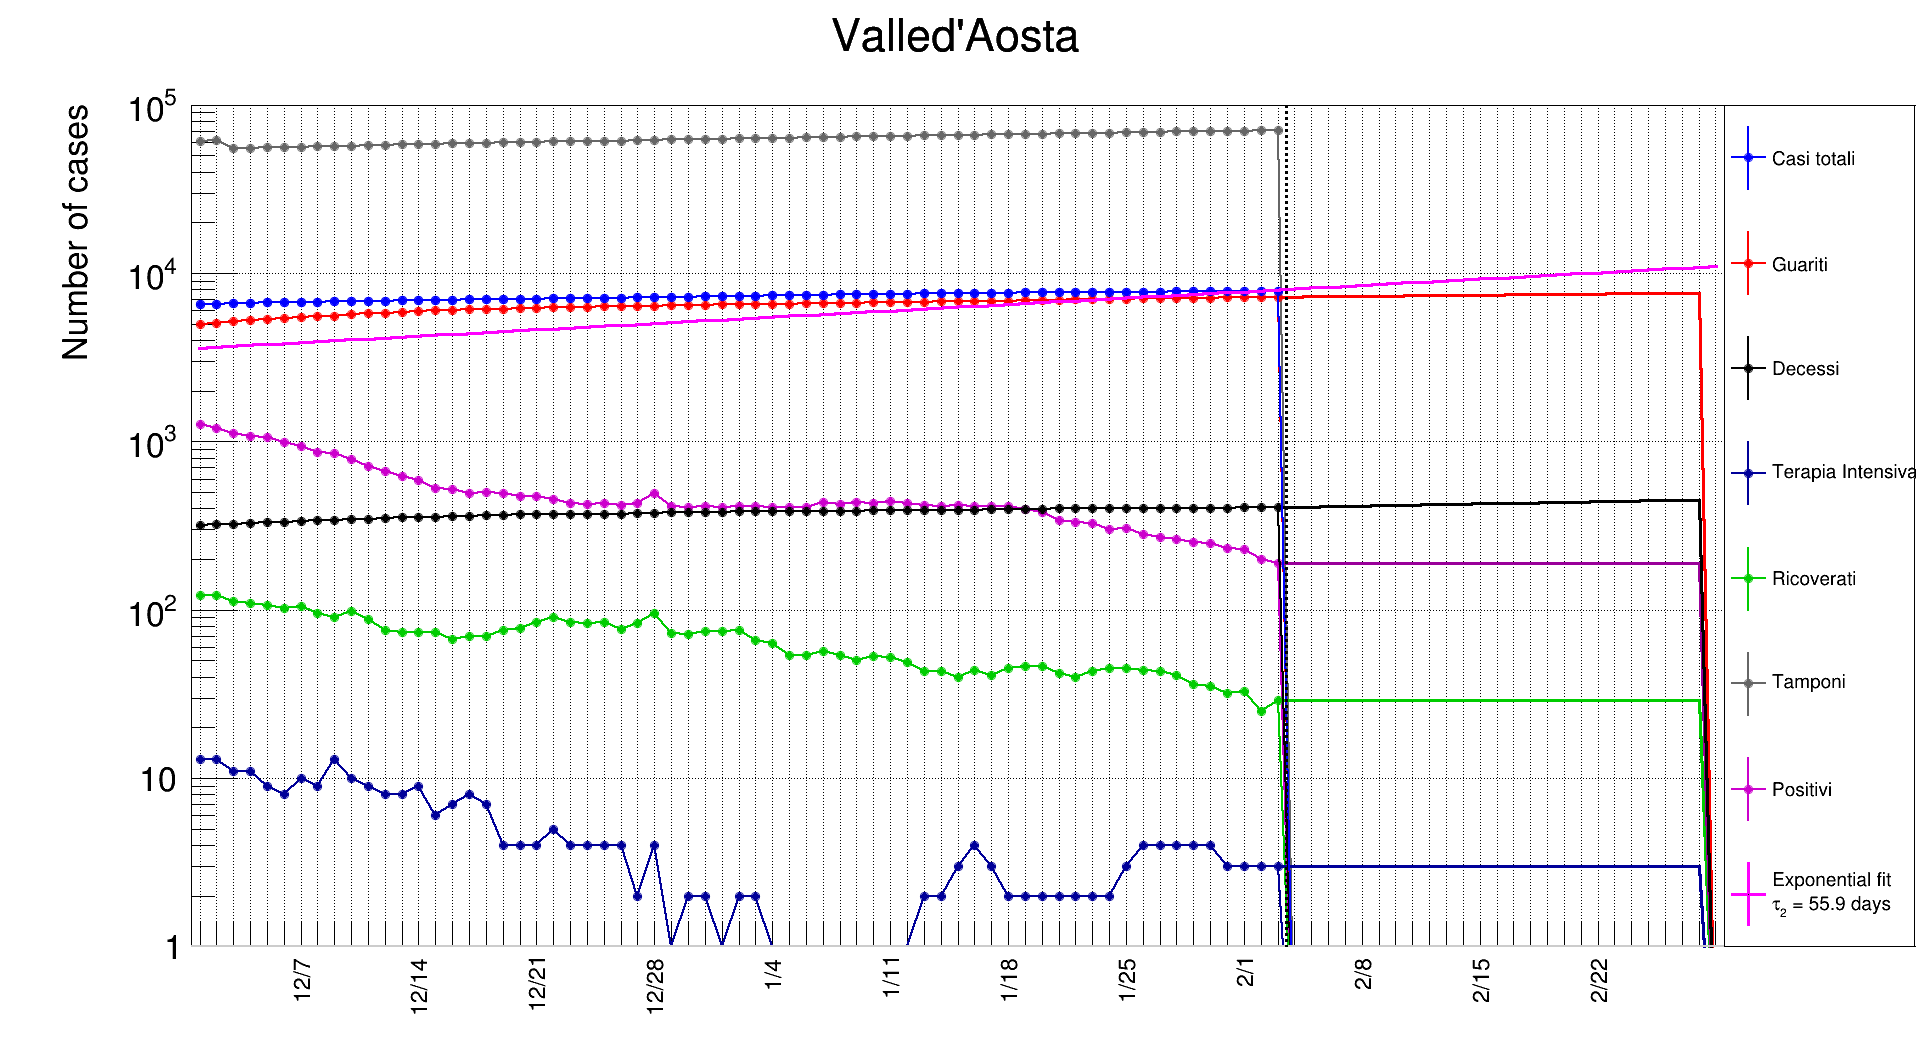 Valled'Aosta
Number of cases
10^5
10^4
10^3
10^2
10
1
12/7
12/14
12/21
12/28
1/4
1/11
1/18
1/25
2/1
2/8
2/15
2/22
Casi totali
Guariti
Decessi
Terapia Intensiva
Ricoverati
Tamponi
Positivi
Exponential fit
τ₂ = 55.9 days